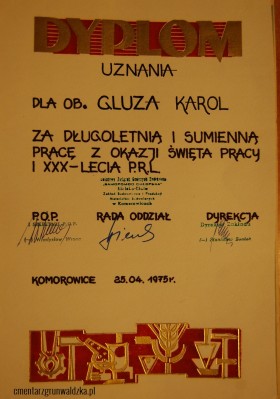 DYPLOM
UZNANIA
DLA OB. GLUZA KAROL
ZA DŁUGOLETNIĄ I SUMIENNĄ
PRACĘ Z OKAZJI ŚWIĘTA PRACY
I XXX-LECIA P.R.L.
P.O.P. RADA ODDZIAŁ. DYREKCJA
KOMOROWICE 25.04.1975r.
cmentarzgrunwaldzka.pl